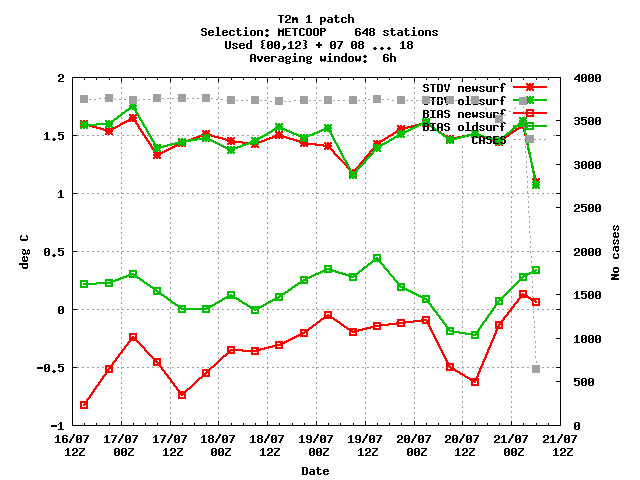 T2m 1 patch
Selection: METCOOP    648 stations
Used {00,12} + 07 08 ... 18
Averaging window:  6h
STDV newsurf
STDV oldsurf
BIAS newsurf
BIAS oldsurf
CASES
2
1.5
1
0.5
0
-0.5
-1
deg C
4000
3500
3000
2500
2000
1500
1000
500
0
No cases
16/07 17/07 17/07 18/07 18/07 19/07 19/07 20/07 20/07 21/07 21/07
12Z 00Z 12Z 00Z 12Z 00Z 12Z 00Z 12Z 00Z 12Z
Date